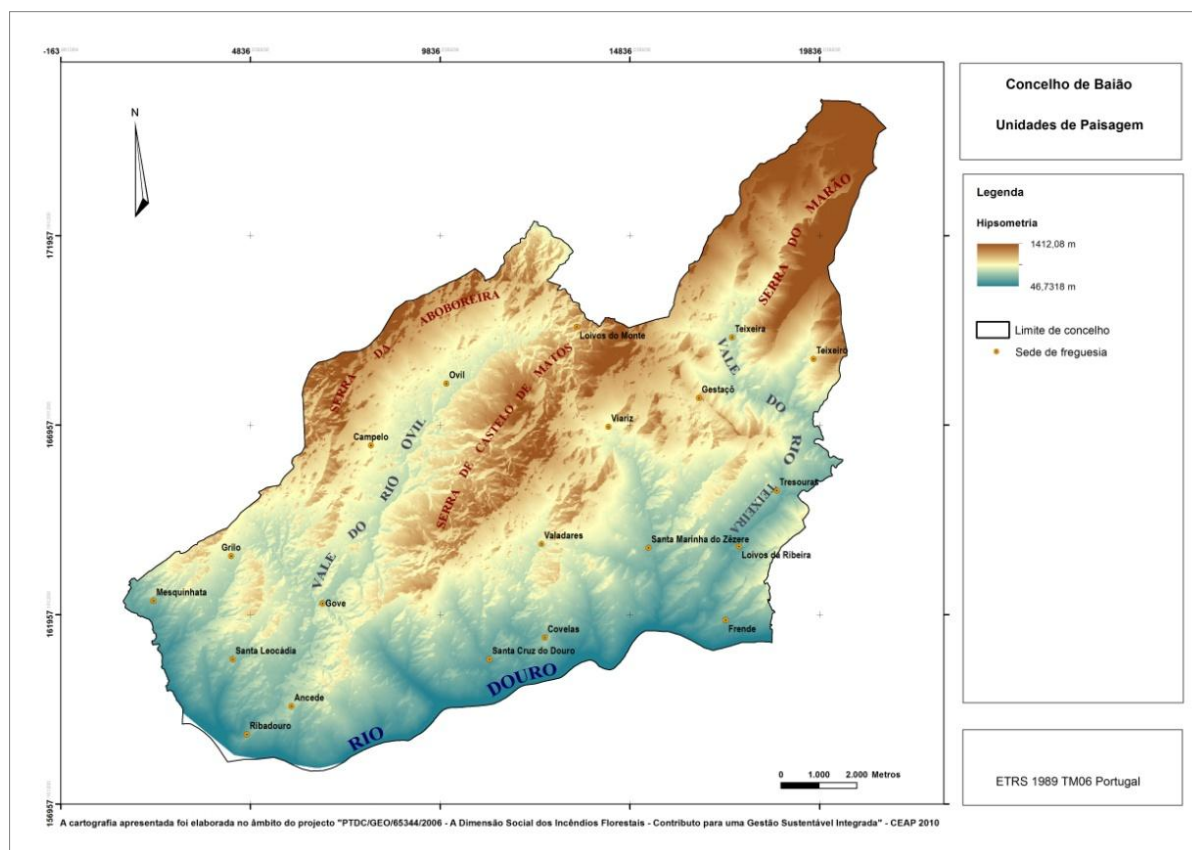 -163
4836
9836
14836
19836
Concelho de Baião
Unidades de Paisagem
N
Legenda
Hipsometria
1412,08 m
46,7318 m
Limite de concelho
Sede de freguesia
171957
166957
161957
156957
SERRA DO MARÃO
SERRA DA ABOBOREIRA
Loivos do Monte
Teixeira
Teixeiró
SERRA DE CASTELO DE MATOS
Ovil
Gestaçô
VALE DO RIO TEIXEIRA
Viariz
Campelo
VALE DO RIO OVIL
Tresouras
Valadares
Santa Marinha do Zêzere
Loivos da Ribeira
Grilo
Mesquinhata
Gove
Frende
Covelas
Santa Leocádia
Santa Cruz do Douro
RIO DOURO
Ancede
Ribadouro
0 1.000 2.000 Metros
ETRS 1989 TM06 Portugal
A cartografia apresentada foi elaborada no âmbito do projecto "PTDC/GEO/65344/2006 - A Dimensão Social dos Incêndios Florestais - Contributo para uma Gestão Sustentável Integrada" - CEAP 2010